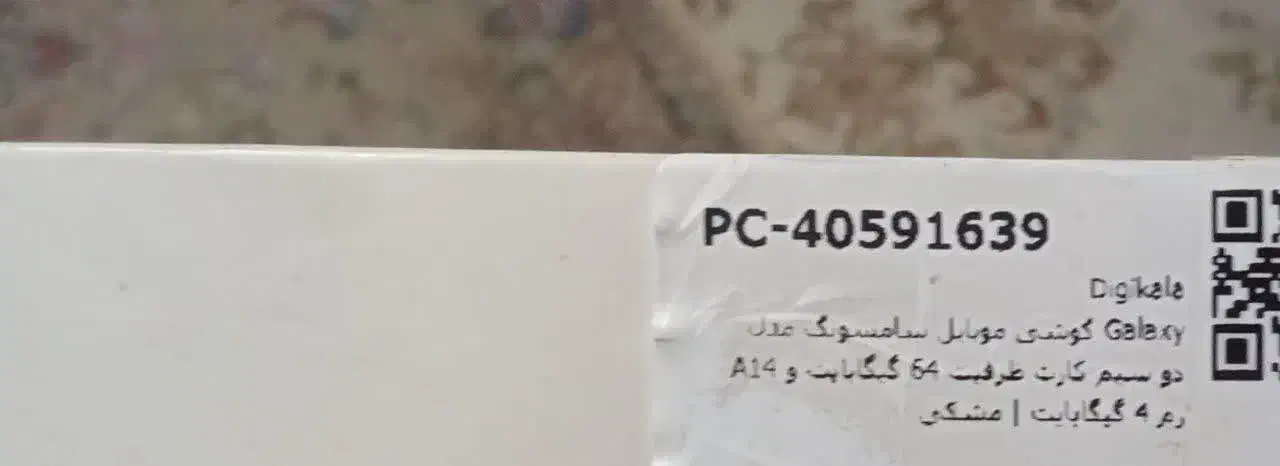 PC-40591639
Digikala
گوشی موبایل سامسونگ مدل Galaxy
A14 دو سیم کارت ظرفیت 64 گیگابایت و
رم 4 گیگابایت | مشکی